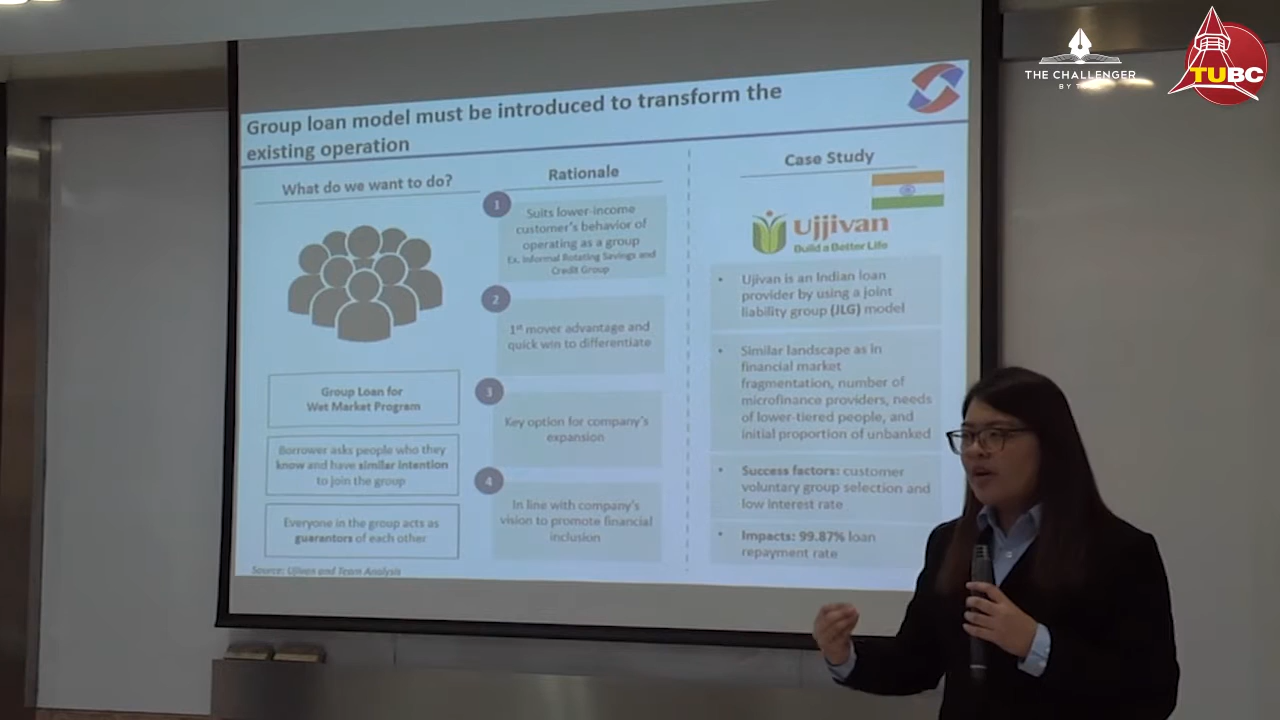 THE CHALLENGER
TUBC
Group loan model must be introduced to transform the
existing operation
What do we want to do?
Group Loan for
Wet Market Program
Borrower asks people who they
know and have similar intention
to join the group
Everyone in the group acts as
guarantors of each other
Source: Ujivan and Team Analysis
Rationale
1
Suits lower-income
customer's behavior of
operating as a group
Ex. Informal Rotating Savings and
Credit Group
2
1st mover advantage and
quick win to differentiate
3
Key option for company's
expansion
4
In line with company's
vision to promote financial
inclusion
Case Study
Ujjivan
Build a Better Life
• Ujivan is an Indian loan
provider by using a joint
liability group (JLG) model
• Similar landscape as in
financial market
fragmentation, number of
microfinance providers, needs
of lower-tiered people, and
initial proportion of unbanked
• Success factors: customer
voluntary group selection and
low interest rate
• Impacts: 99.87% loan
repayment rate